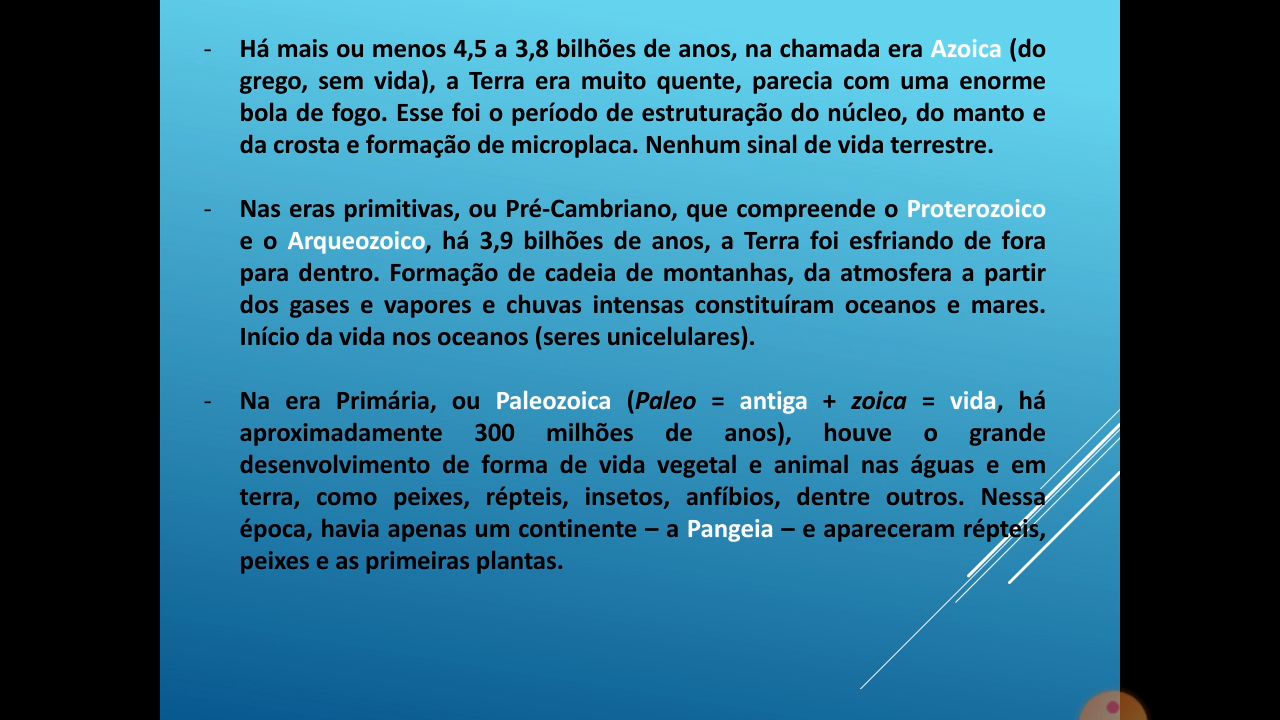 - Há mais ou menos 4,5 a 3,8 bilhões de anos, na chamada era Azoica (do
grego, sem vida), a Terra era muito quente, parecia com uma enorme
bola de fogo. Esse foi o período de estruturação do núcleo, do manto e
da crosta e formação de microplaca. Nenhum sinal de vida terrestre.
- Nas eras primitivas, ou Pré-Cambriano, que compreende o Proterozoico
e o Arqueozoico, há 3,9 bilhões de anos, a Terra foi esfriando de fora
para dentro. Formação de cadeia de montanhas, da atmosfera a partir
dos gases e vapores e chuvas intensas constituíram oceanos e mares.
Início da vida nos oceanos (seres unicelulares).
- Na era Primária, ou Paleozoica (Paleo = antiga + zoica = vida, há
aproximadamente 300 milhões de anos), houve o grande
desenvolvimento de forma de vida vegetal e animal nas águas e em
terra, como peixes, répteis, insetos, anfíbios, dentre outros. Nessa
época, havia apenas um continente – a Pangeia – e apareceram répteis,
peixes e as primeiras plantas.